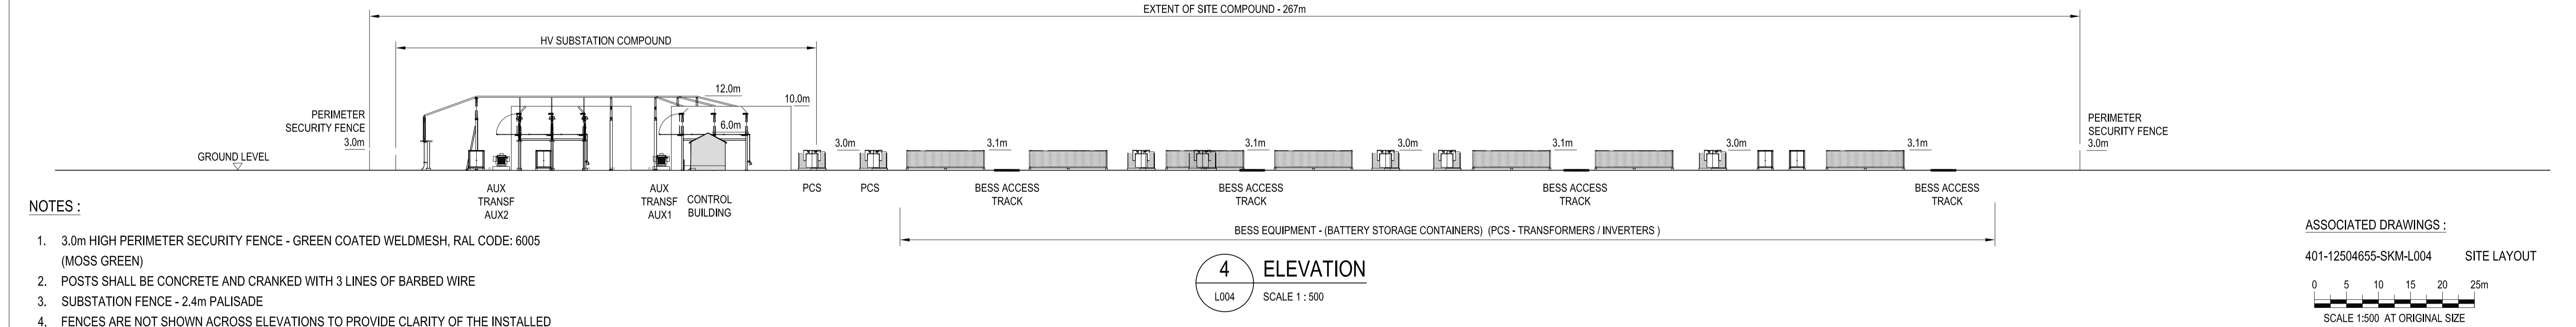 EXTENT OF SITE COMPOUND - 267m
HV SUBSTATION COMPOUND
PERIMETER
SECURITY FENCE
3.0m
GROUND LEVEL
12.0m
10.0m
6.0m
3.0m
3.1m
3.1m
3.0m
3.1m
3.0m
3.1m
PERIMETER
SECURITY FENCE
3.0m
AUX
TRANSF
AUX2
AUX
TRANSF
AUX1
CONTROL
BUILDING
PCS
PCS
BESS ACCESS
TRACK
BESS ACCESS
TRACK
BESS ACCESS
TRACK
BESS ACCESS
TRACK
BESS EQUIPMENT - (BATTERY STORAGE CONTAINERS) (PCS - TRANSFORMERS / INVERTERS )
4
L004
ELEVATION
SCALE 1 : 500
NOTES :
1. 3.0m HIGH PERIMETER SECURITY FENCE - GREEN COATED WELDMESH, RAL CODE: 6005
(MOSS GREEN)
2. POSTS SHALL BE CONCRETE AND CRANKED WITH 3 LINES OF BARBED WIRE
3. SUBSTATION FENCE - 2.4m PALISADE
4. FENCES ARE NOT SHOWN ACROSS ELEVATIONS TO PROVIDE CLARITY OF THE INSTALLED
ASSOCIATED DRAWINGS :
401-12504655-SKM-L004 SITE LAYOUT
0 5 10 15 20 25m
SCALE 1:500 AT ORIGINAL SIZE